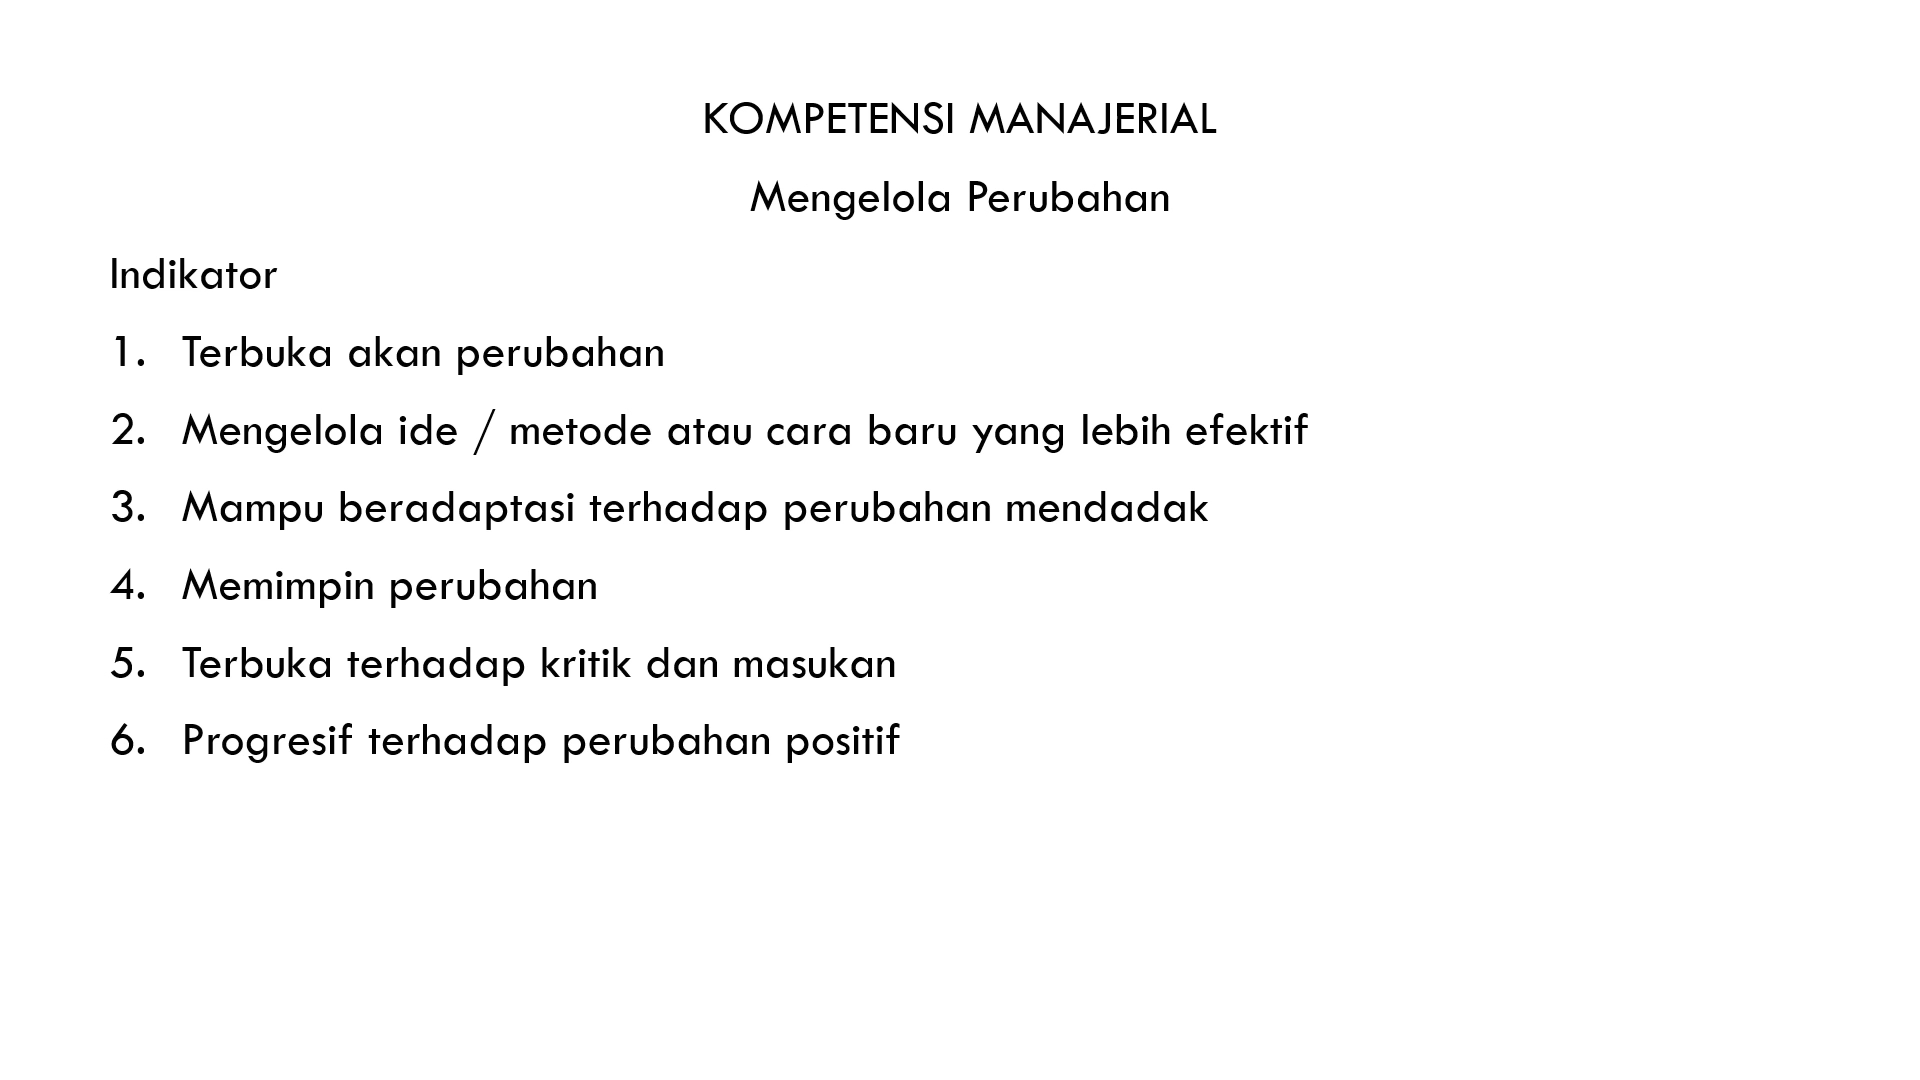 KOMPETENSI MANAJERIAL
Mengelola Perubahan
Indikator
1. Terbuka akan perubahan
2. Mengelola ide / metode atau cara baru yang lebih efektif
3. Mampu beradaptasi terhadap perubahan mendadak
4. Memimpin perubahan
5. Terbuka terhadap kritik dan masukan
6. Progresif terhadap perubahan positif